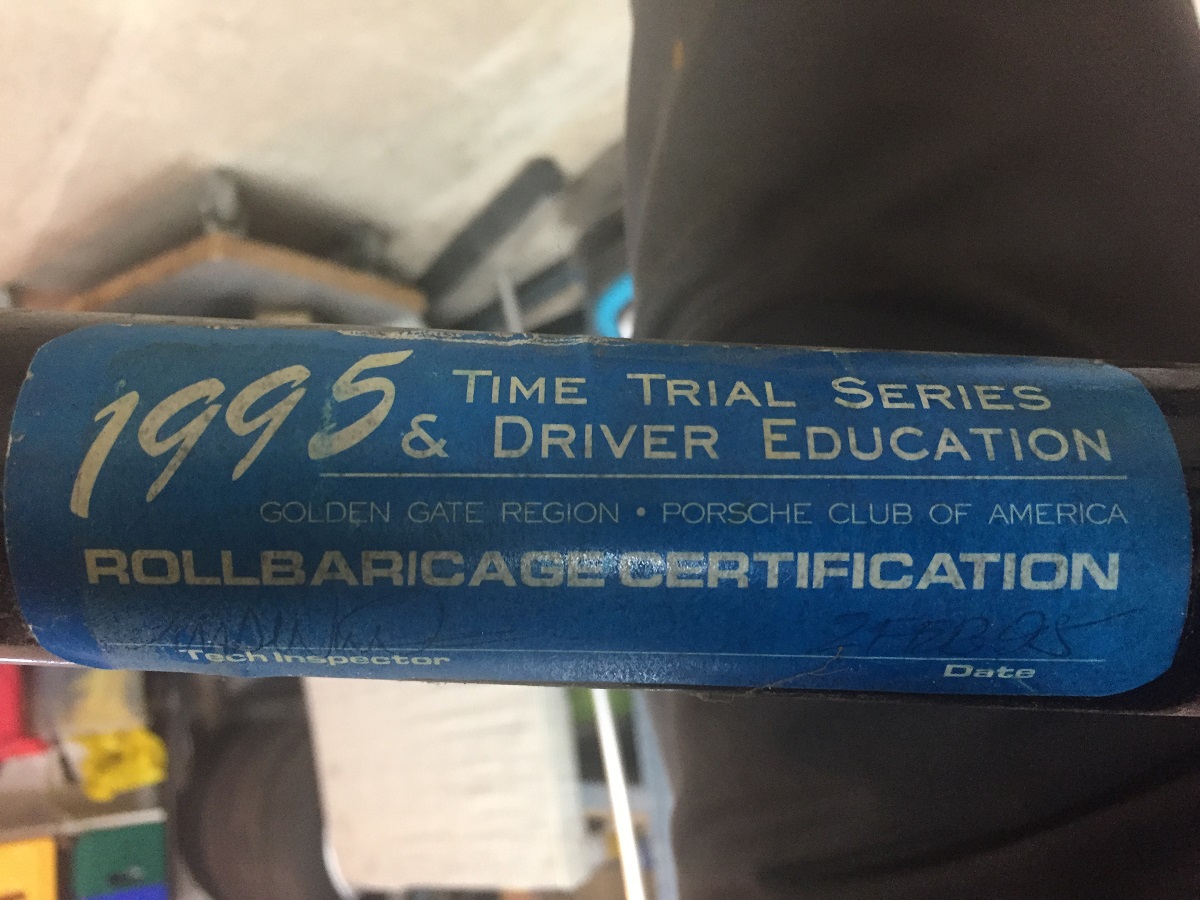 1995 TIME TRIAL SERIES
& DRIVER EDUCATION
GOLDEN GATE REGION • PORSCHE CLUB OF AMERICA
ROLLBAR/CAGE CERTIFICATION
Tech Inspector
Date